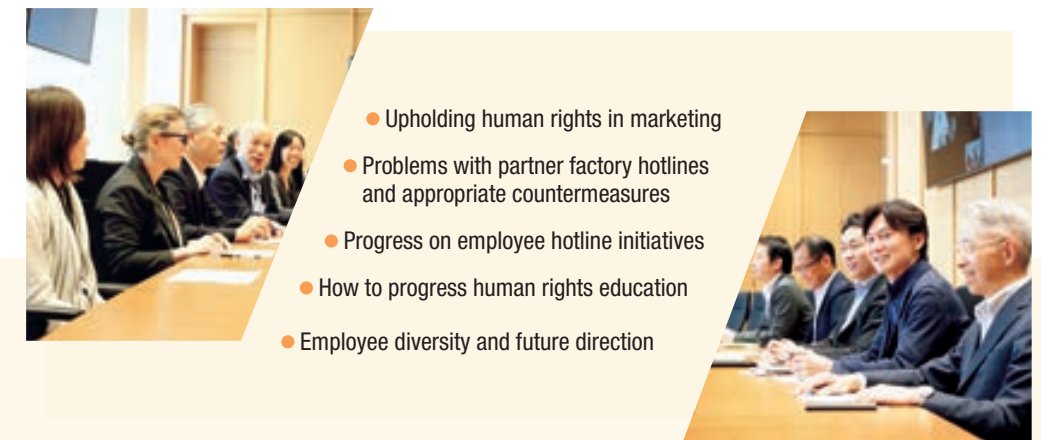 ● Upholding human rights in marketing
● Problems with partner factory hotlines
and appropriate countermeasures
● Progress on employee hotline initiatives
● How to progress human rights education
● Employee diversity and future direction